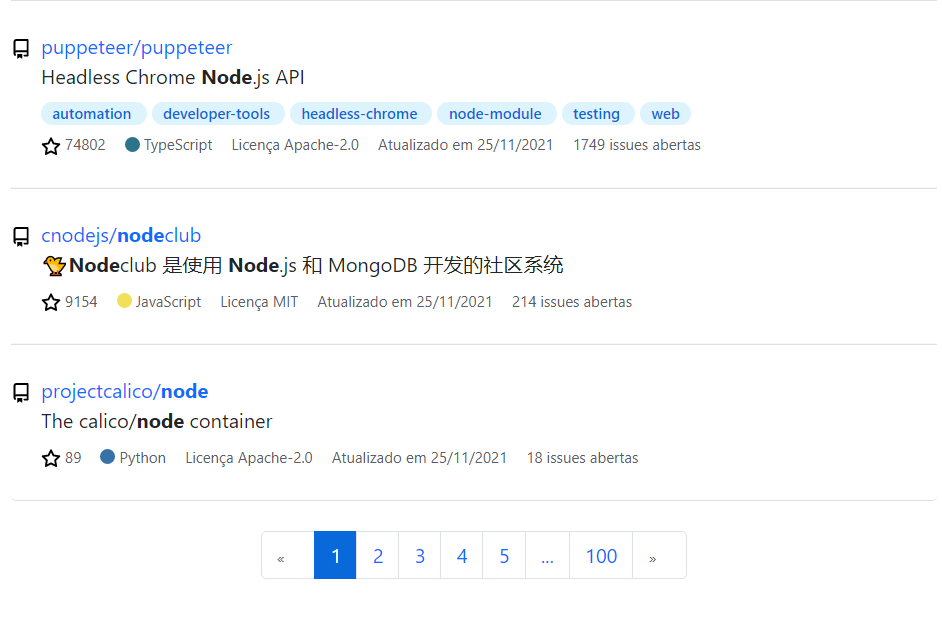 puppeteer/puppeteer
Headless Chrome Node.js API
automation developer-tools headless-chrome node-module testing web
74802 TypeScript Licença Apache-2.0 Atualizado em 25/11/2021 1749 issues abertas
cnodejs/nodeclub
🐤Nodeclub 是使用 Node.js 和 MongoDB 开发的社区系统
9154 JavaScript Licença MIT Atualizado em 25/11/2021 214 issues abertas
projectcalico/node
The calico/node container
89 Python Licença Apache-2.0 Atualizado em 25/11/2021 18 issues abertas
« 1 2 3 4 5 ... 100 »